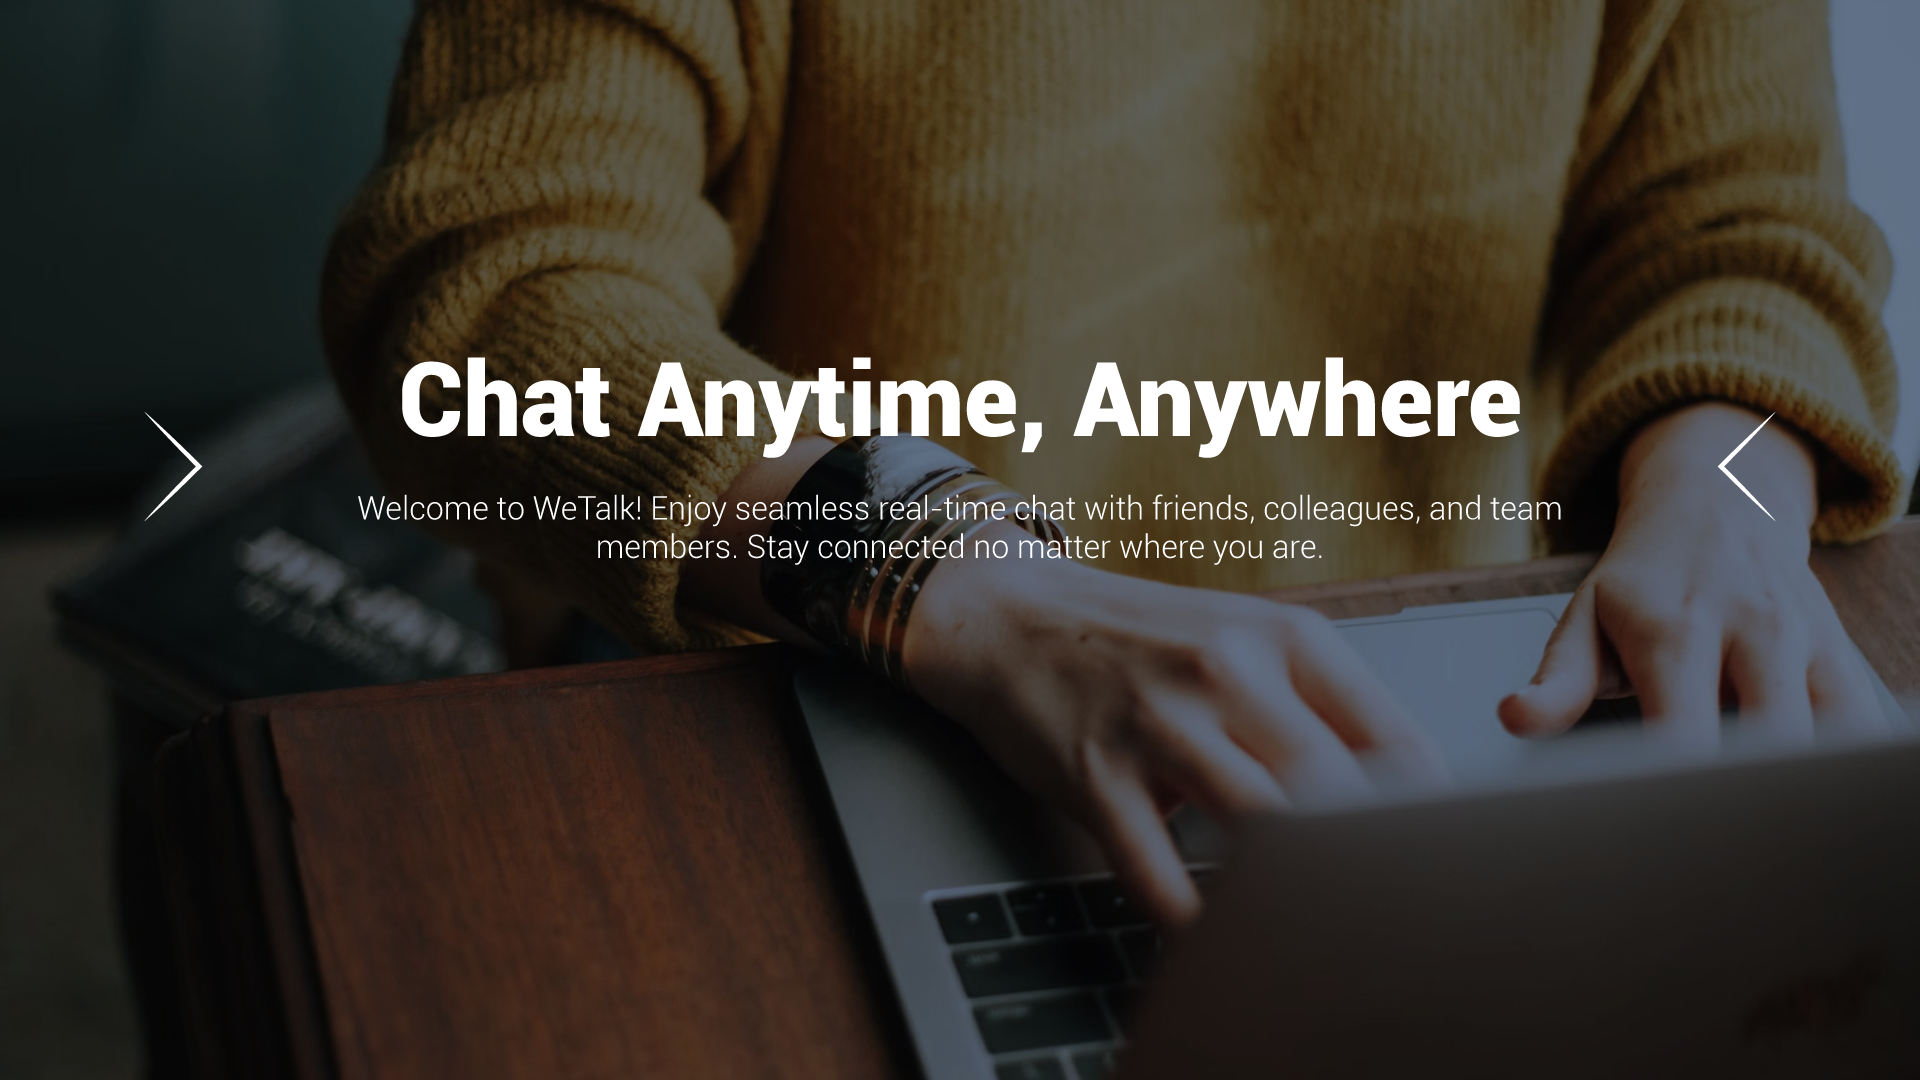 Chat Anytime, Anywhere
Welcome to WeTalk! Enjoy seamless real-time chat with friends, colleagues, and team
members. Stay connected no matter where you are.